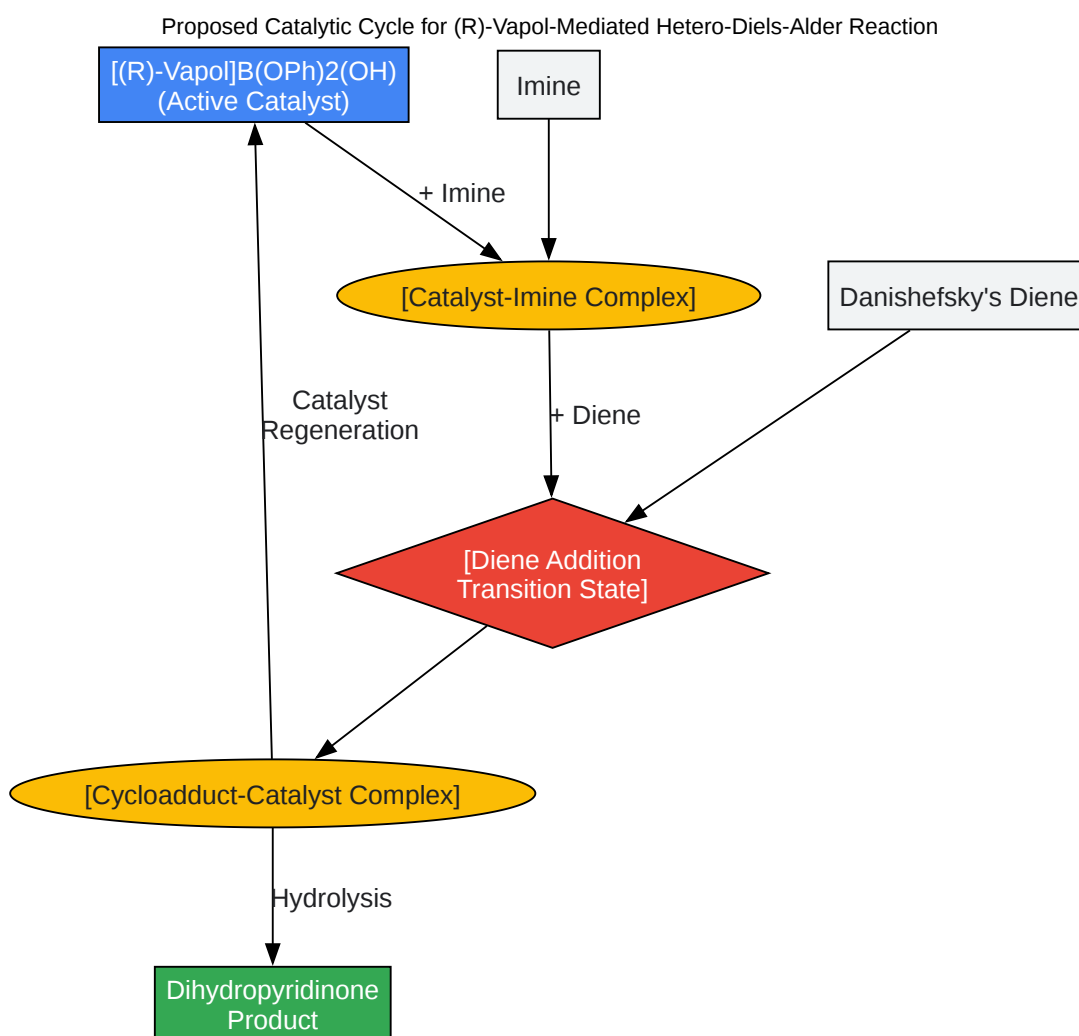 Proposed Catalytic Cycle for (R)-Vapol-Mediated Hetero-Diels-Alder Reaction
[(R)-Vapol]B(OPh)2(OH)
(Active Catalyst)
Imine
+ Imine
[Catalyst-Imine Complex]
Danishefsky's Diene
Catalyst
Regeneration
+ Diene
[Diene Addition
Transition State]
[Cycloadduct-Catalyst Complex]
Hydrolysis
Dihydropyridinone
Product